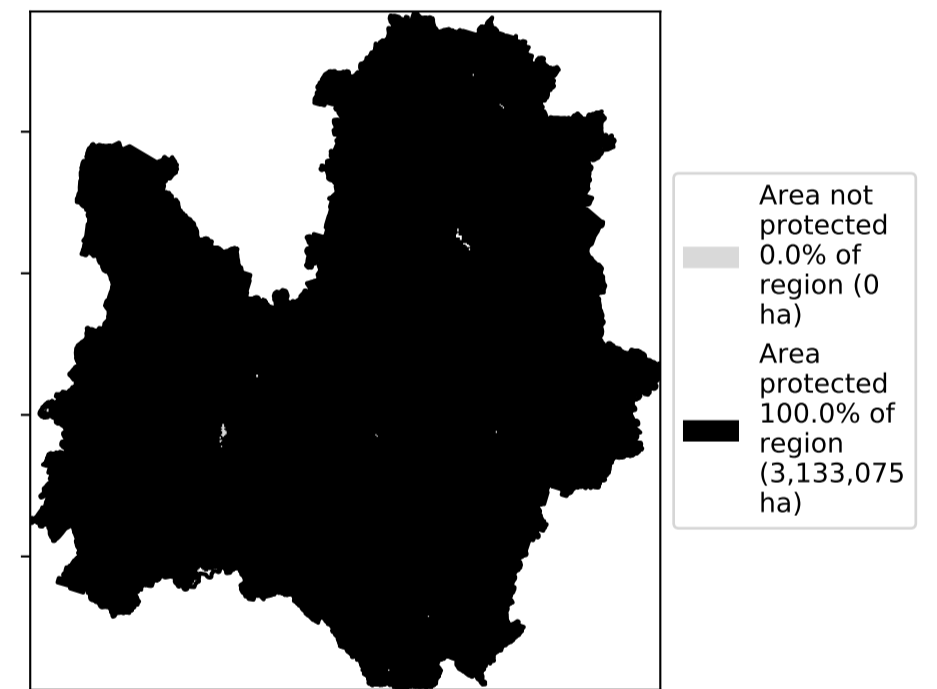 Area not
protected
0.0% of
region (0
ha)
Area
protected
100.0% of
region
(3,133,075
ha)